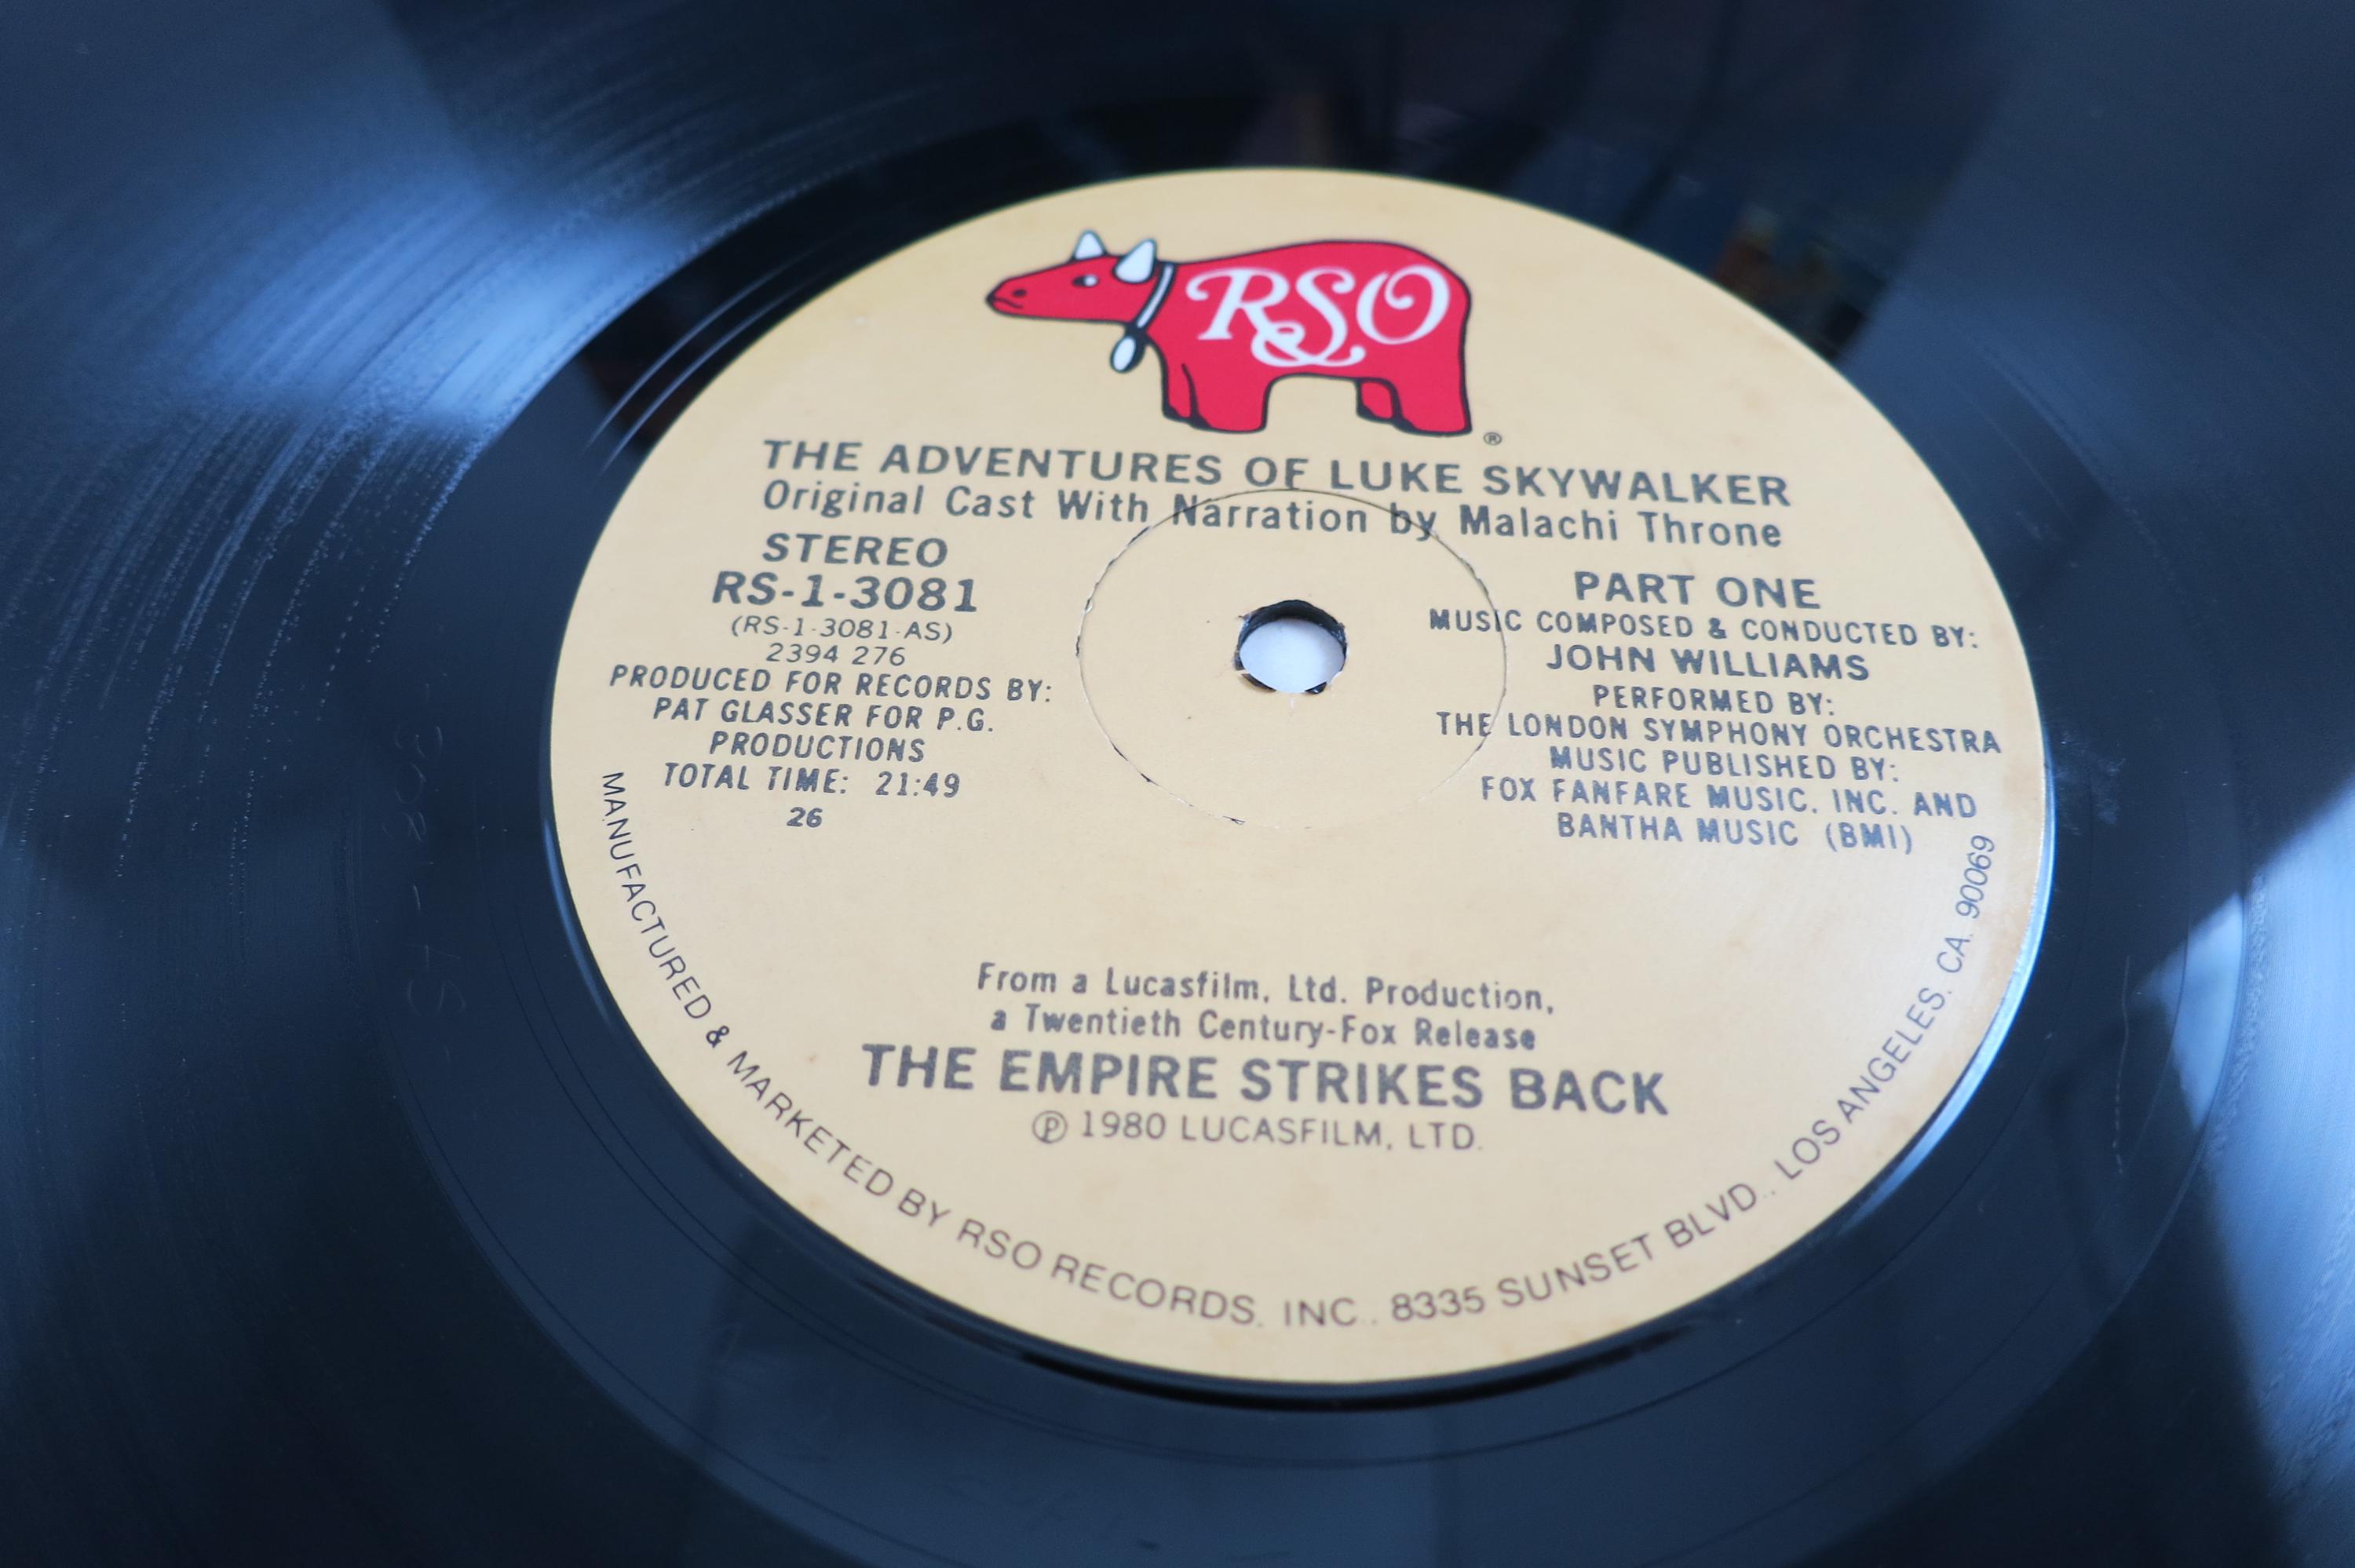 RSO
®
THE ADVENTURES OF LUKE SKYWALKER
Original Cast With Narration by Malachi Throne
STEREO
RS-1-3081
(RS-1-3081-AS)
2394 276
PRODUCED FOR RECORDS BY:
PAT GLASSER FOR P.G.
PRODUCTIONS
TOTAL TIME: 21:49
26
PART ONE
MUSIC COMPOSED & CONDUCTED BY:
JOHN WILLIAMS
PERFORMED BY:
THE LONDON SYMPHONY ORCHESTRA
MUSIC PUBLISHED BY:
FOX FANFARE MUSIC, INC. AND
BANTHA MUSIC (BMI)
From a Lucasfilm, Ltd. Production,
a Twentieth Century-Fox Release
THE EMPIRE STRIKES BACK
℗ 1980 LUCASFILM, LTD.
MANUFACTURED & MARKETED BY RSO RECORDS, INC., 8335 SUNSET BLVD., LOS ANGELES, CA. 90069